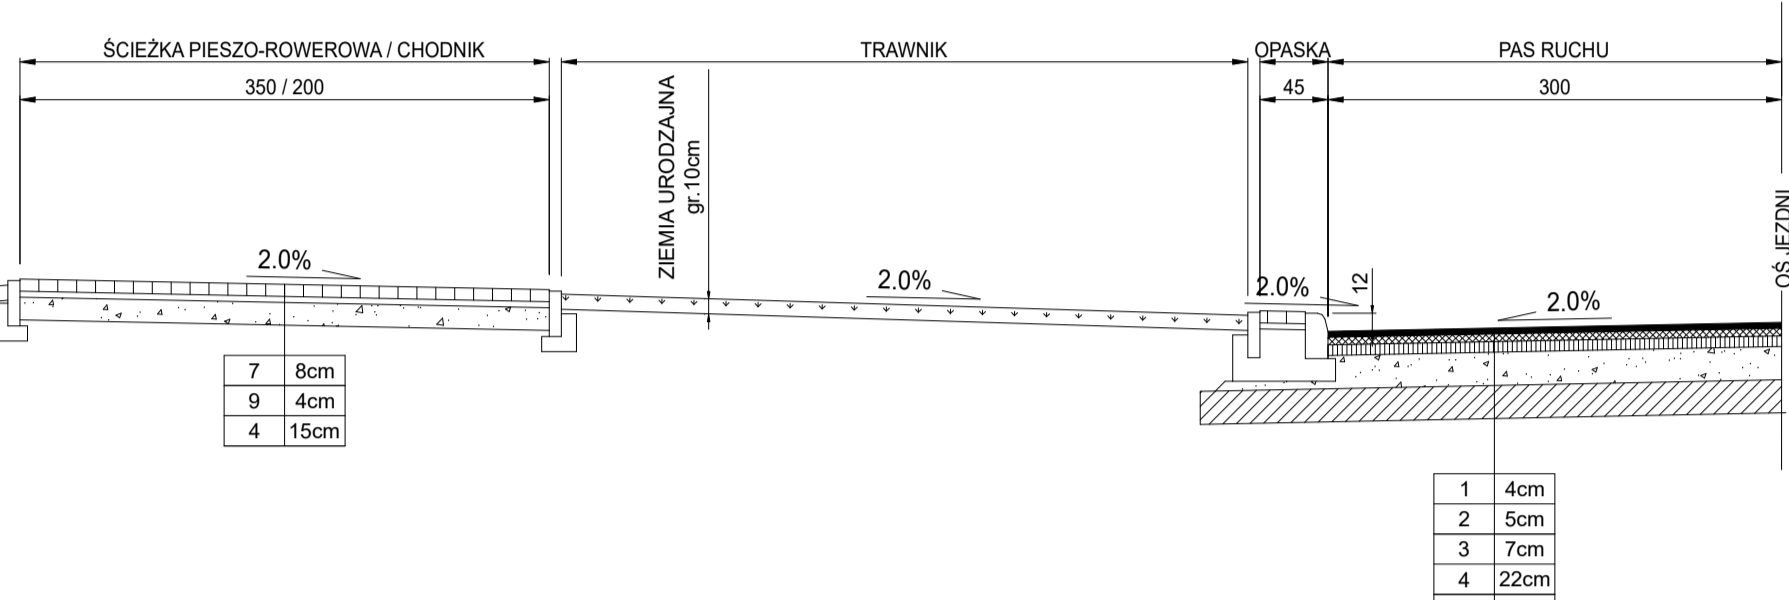 ŚCIEŻKA PIESZO-ROWEROWA / CHODNIK
TRAWNIK
OPASKA
PAS RUCHU
350 / 200
45
300
ZIEMIA URODZAJNA
gr.10cm
OŚ JEZDNI
2.0%
2.0%
2.0%
12
2.0%
7 8cm
9 4cm
4 15cm
1 4cm
2 5cm
3 7cm
4 22cm